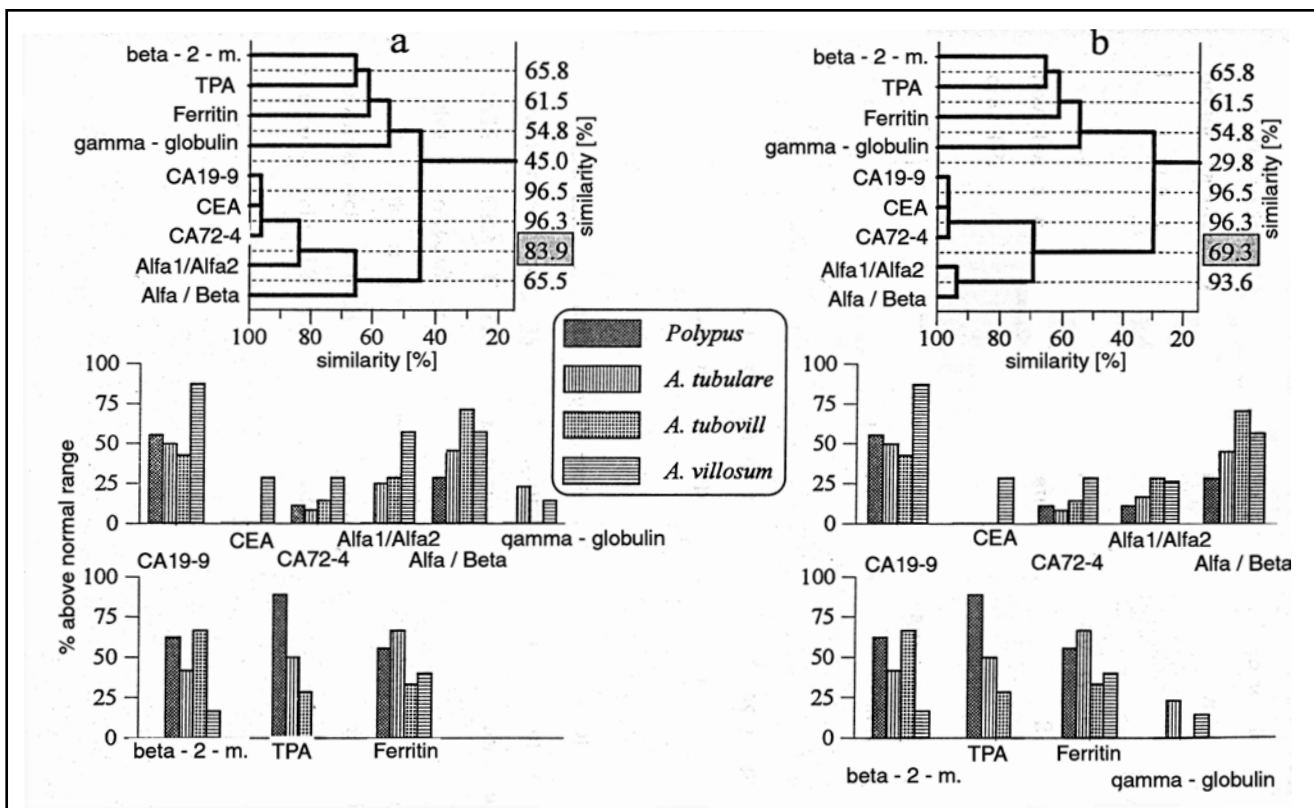 a
beta - 2 - m.
TPA
Ferritin
gamma - globulin
CA19-9
CEA
CA72-4
Alfa1/Alfa2
Alfa / Beta
65.8
61.5
54.8
45.0
96.5
96.3
83.9
65.5
similarity [%]
100 80 60 40 20
similarity [%]
b
beta - 2 - m.
TPA
Ferritin
gamma - globulin
CA19-9
CEA
CA72-4
Alfa1/Alfa2
Alfa / Beta
65.8
61.5
54.8
29.8
96.5
96.3
69.3
93.6
similarity [%]
100 80 60 40 20
similarity [%]
Polypus
A. tubulare
A. tubovill
A. villosum
% above normal range
100
75
50
25
0
CEA Alfa1/Alfa2 gamma - globulin
CA19-9 CA72-4 Alfa / Beta
100
75
50
25
0
beta - 2 - m. TPA Ferritin
100
75
50
25
0
CEA Alfa1/Alfa2
CA19-9 CA72-4 Alfa / Beta
100
75
50
25
0
TPA Ferritin
beta - 2 - m. gamma - globulin